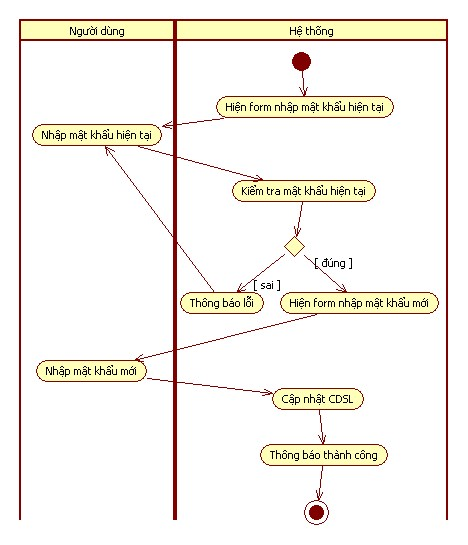 Người dùng
Hệ thống
Hiện form nhập mật khẩu hiện tại
Nhập mật khẩu hiện tại
Kiểm tra mật khẩu hiện tại
[ đúng ]
[ sai ]
Thông báo lỗi
Hiện form nhập mật khẩu mới
Nhập mật khẩu mới
Cập nhật CDSL
Thông báo thành công